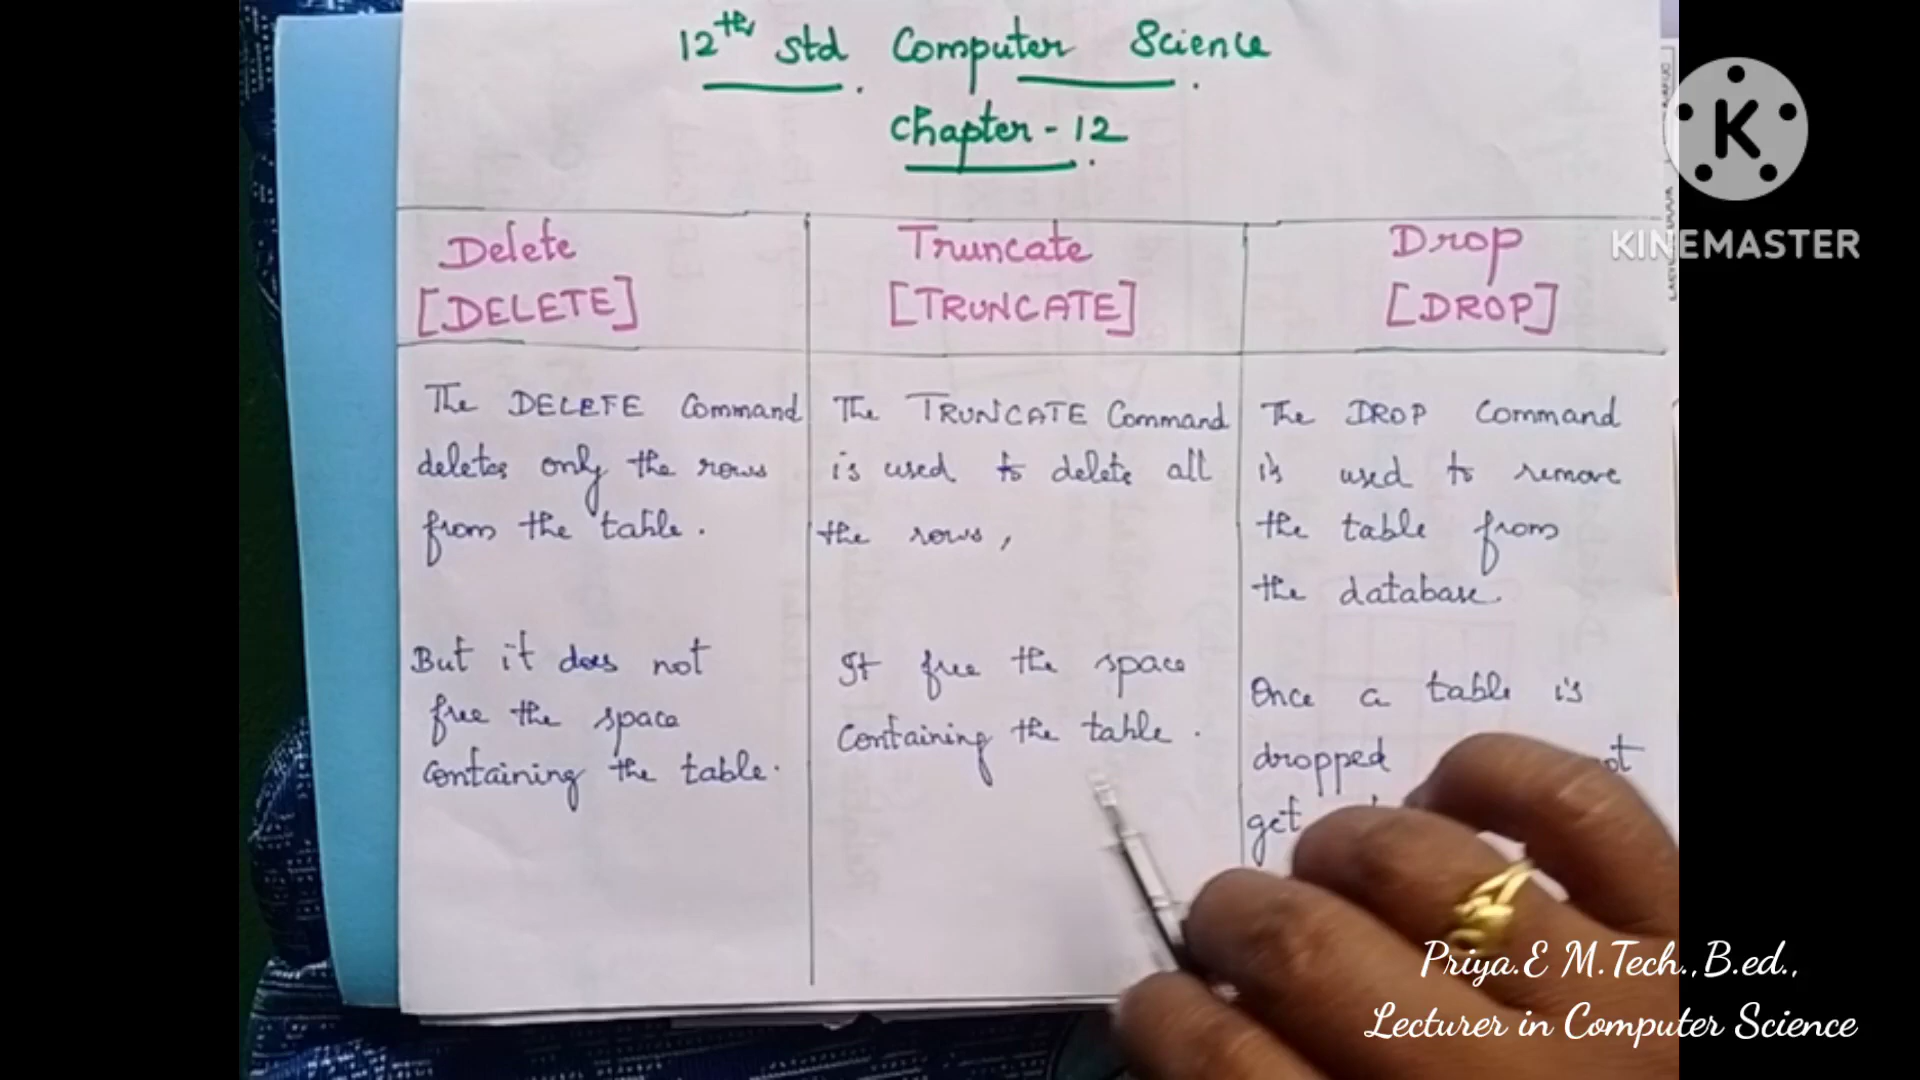 12th Std Computer Science
Chapter - 12
Delete
[DELETE]
The DELETE Command
deletes only the rows
from the table.
But it does not
free the space
containing the table.
Truncate
[TRUNCATE]
The TRUNCATE Command
is used to delete all
the rows,
It free the space
containing the table.
Drop
[DROP]
The DROP command
is used to remove
the table from
the database.
Once a table is
dropped
get
K
KINEMASTER
Priya.E M.Tech.,B.ed.,
Lecturer in Computer Science